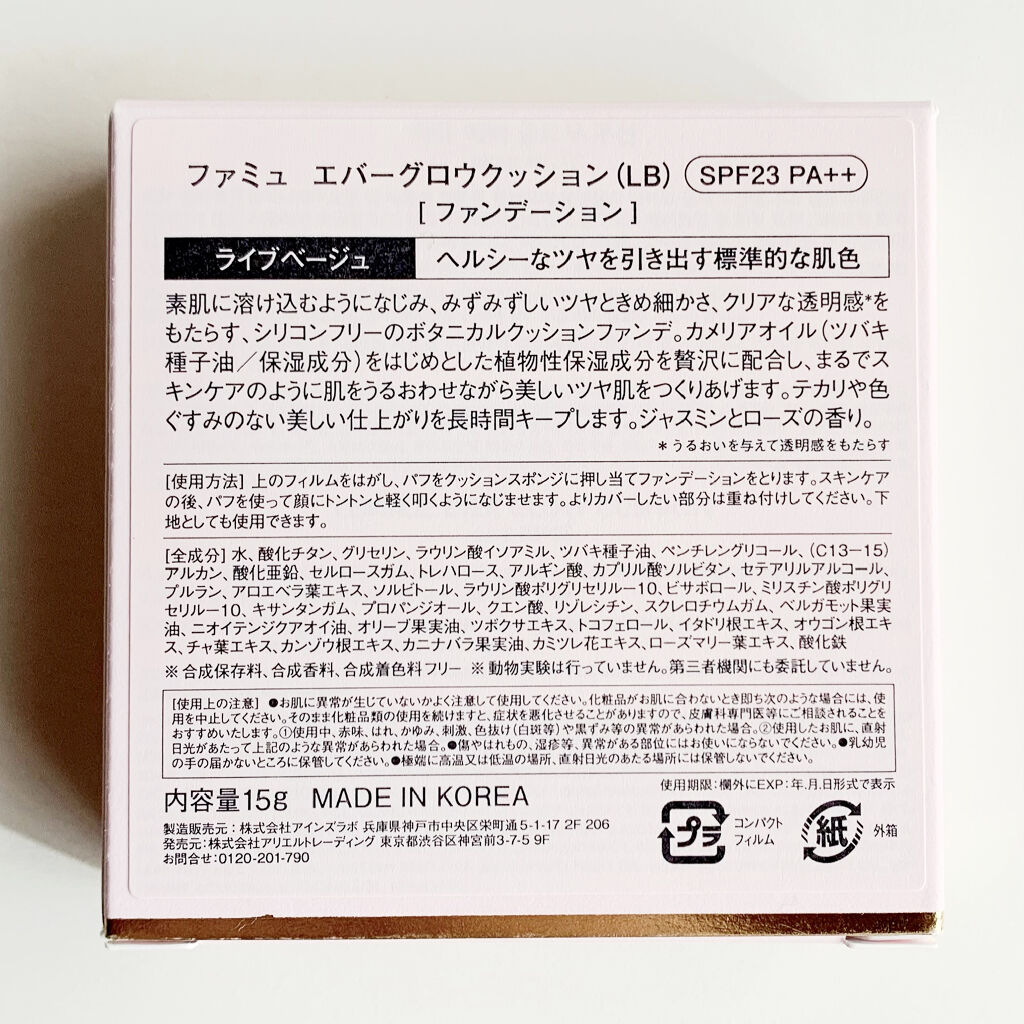 ファミュ エバーグロウクッション(LB) SPF23 PA++
[ ファンデーション ]
ライブベージュ ヘルシーなツヤを引き出す標準的な肌色
素肌に溶け込むようになじみ、みずみずしいツヤときめ細かさ、クリアな透明感*を
もたらす、シリコンフリーのボタニカルクッションファンデ。カメリアオイル(ツバキ
種子油／保湿成分)をはじめとした植物性保湿成分を贅沢に配合し、まるでス
キンケアのように肌をうるおわせながら美しいツヤ肌をつくりあげます。テカリや色
ぐすみのない美しい仕上がりを長時間キープします。ジャスミンとローズの香り。
*うるおいを与えて透明感をもたらす
[使用方法] 上のフィルムをはがし、パフをクッションスポンジに押し当てファンデーションをとります。スキンケア
の後、パフを使って顔にトントンと軽く叩くようになじませます。よりカバーしたい部分は重ね付けしてください。下
地としても使用できます。
[全成分] 水、酸化チタン、グリセリン、ラウリン酸イソアミル、ツバキ種子油、ペンチレングリコール、(C13-15)
アルカン、酸化亜鉛、セルロースガム、トレハロース、アルギン酸、カプリル酸ソルビタン、セテアリルアルコール、
プルラン、アロエベラ葉エキス、ソルビトール、ラウリン酸ポリグリセリル-10、ビサボロール、ミリスチン酸ポリグリ
セリル-10、キサンタンガム、プロパンジオール、クエン酸、リゾレシチン、スクレロチウムガム、ベルガモット果実
油、ニオイテンジクアオイ油、オリーブ果実油、ツボクサエキス、トコフェロール、イタドリ根エキス、オウゴン根エキ
ス、チャ葉エキス、カンゾウ根エキス、カニナバラ果実油、カミツレ花エキス、ローズマリー葉エキス、酸化鉄
※合成保存料、合成香料、合成着色料フリー ※動物実験は行っていません。第三者機関にも委託していません。
[使用上の注意] ●お肌に異常が生じていないかよく注意して使用してください。化粧品がお肌に合わないとき即ち次のような場合には、使
用を中止してください。そのまま化粧品類の使用を続けますと、症状を悪化させることがありますので、皮膚科専門医等にご相談されることを
おすすめいたします。①使用中、赤味、はれ、かゆみ、刺激、色抜け(白斑等)や黒ずみ等の異常があらわれた場合。②使用したお肌に、直射
日光があたって上記のような異常があらわれた場合。●傷やはれもの、湿疹等、異常がある部位にはお使いにならないでください。●乳幼児
の手の届かないところに保管してください。●極端に高温又は低温の場所、直射日光のあたる場所には保管しないでください。
使用期限：欄外にEXP：年.月.日形式で表示
内容量15g MADE IN KOREA
製造販売元：株式会社アインズラボ 兵庫県神戸市中央区栄町通5-1-17 2F 206
発売元：株式会社アリエルトレーディング 東京都渋谷区神宮前3-7-5 9F
お問合せ：0120-201-790
プラ コンパクト
フィルム
紙 外箱